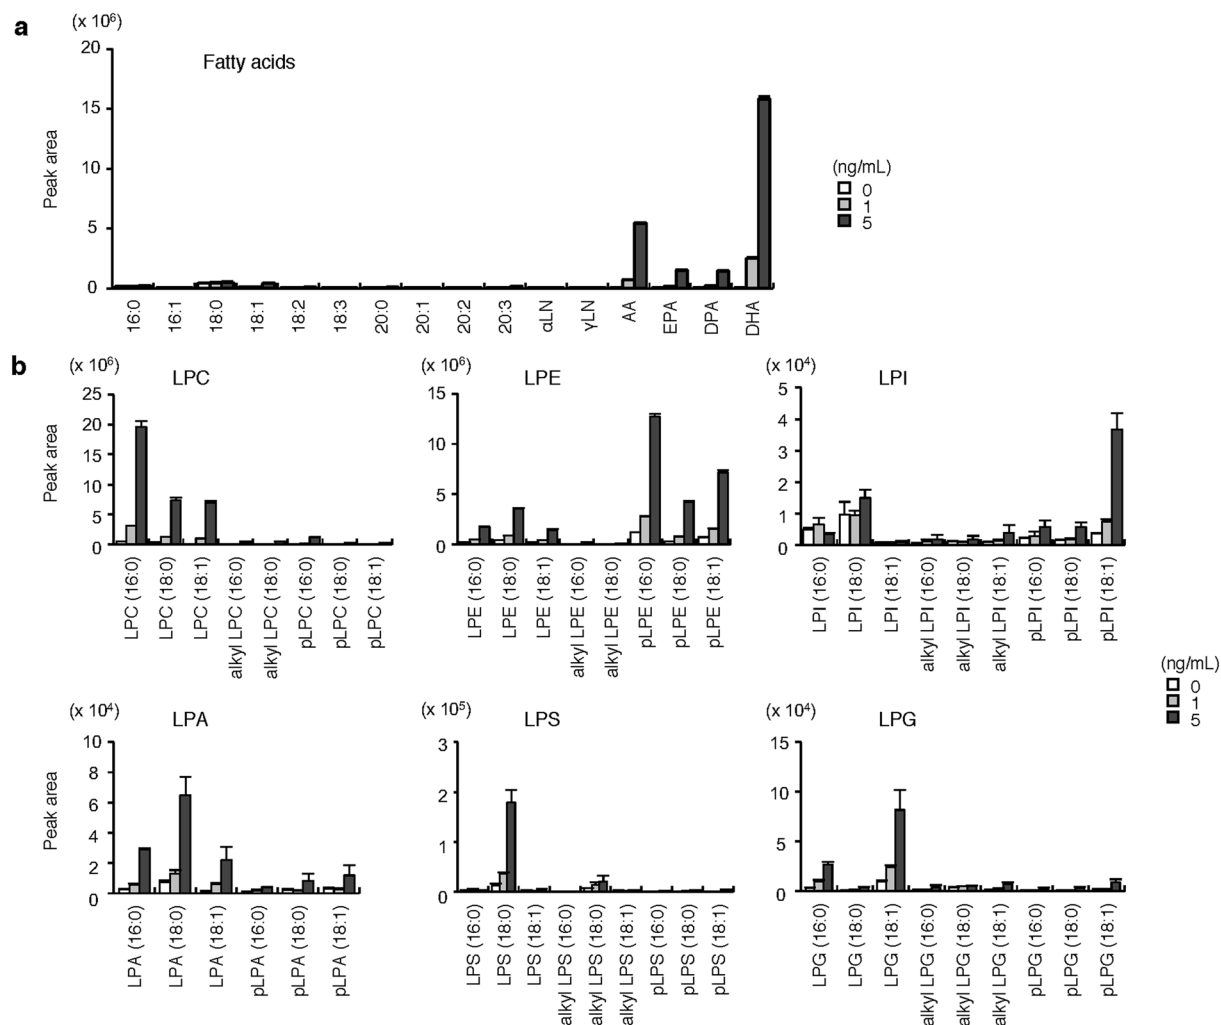 a
(x 10⁶)
Fatty acids
Peak area
20
15
10
5
0
16:0
16:1
18:0
18:1
18:2
18:3
20:0
20:1
20:2
20:3
αLN
γLN
AA
EPA
DPA
DHA
(ng/mL)
0
1
5
b
(x 10⁶)
LPC
Peak area
25
20
15
10
5
0
LPC (16:0)
LPC (18:0)
LPC (18:1)
alkyl LPC (16:0)
alkyl LPC (18:0)
pLPC (16:0)
pLPC (18:0)
pLPC (18:1)
(x 10⁶)
LPE
15
10
5
0
LPE (16:0)
LPE (18:0)
LPE (18:1)
alkyl LPE (16:0)
alkyl LPE (18:0)
pLPE (16:0)
pLPE (18:0)
pLPE (18:1)
(x 10⁴)
LPI
5
4
3
2
1
0
LPI (16:0)
LPI (18:0)
LPI (18:1)
alkyl LPI (16:0)
alkyl LPI (18:0)
alkyl LPI (18:1)
pLPI (16:0)
pLPI (18:0)
pLPI (18:1)
(ng/mL)
0
1
5
(x 10⁴)
LPA
Peak area
10
8
6
4
2
0
LPA (16:0)
LPA (18:0)
LPA (18:1)
pLPA (16:0)
pLPA (18:0)
pLPA (18:1)
(x 10⁵)
LPS
3
2
1
0
LPS (16:0)
LPS (18:0)
LPS (18:1)
alkyl LPS (16:0)
alkyl LPS (18:0)
alkyl LPS (18:1)
pLPS (16:0)
pLPS (18:0)
pLPS (18:1)
(x 10⁴)
LPG
15
10
5
0
LPG (16:0)
LPG (18:0)
LPG (18:1)
alkyl LPG (16:0)
alkyl LPG (18:0)
alkyl LPG (18:1)
pLPG (16:0)
pLPG (18:0)
pLPG (18:1)